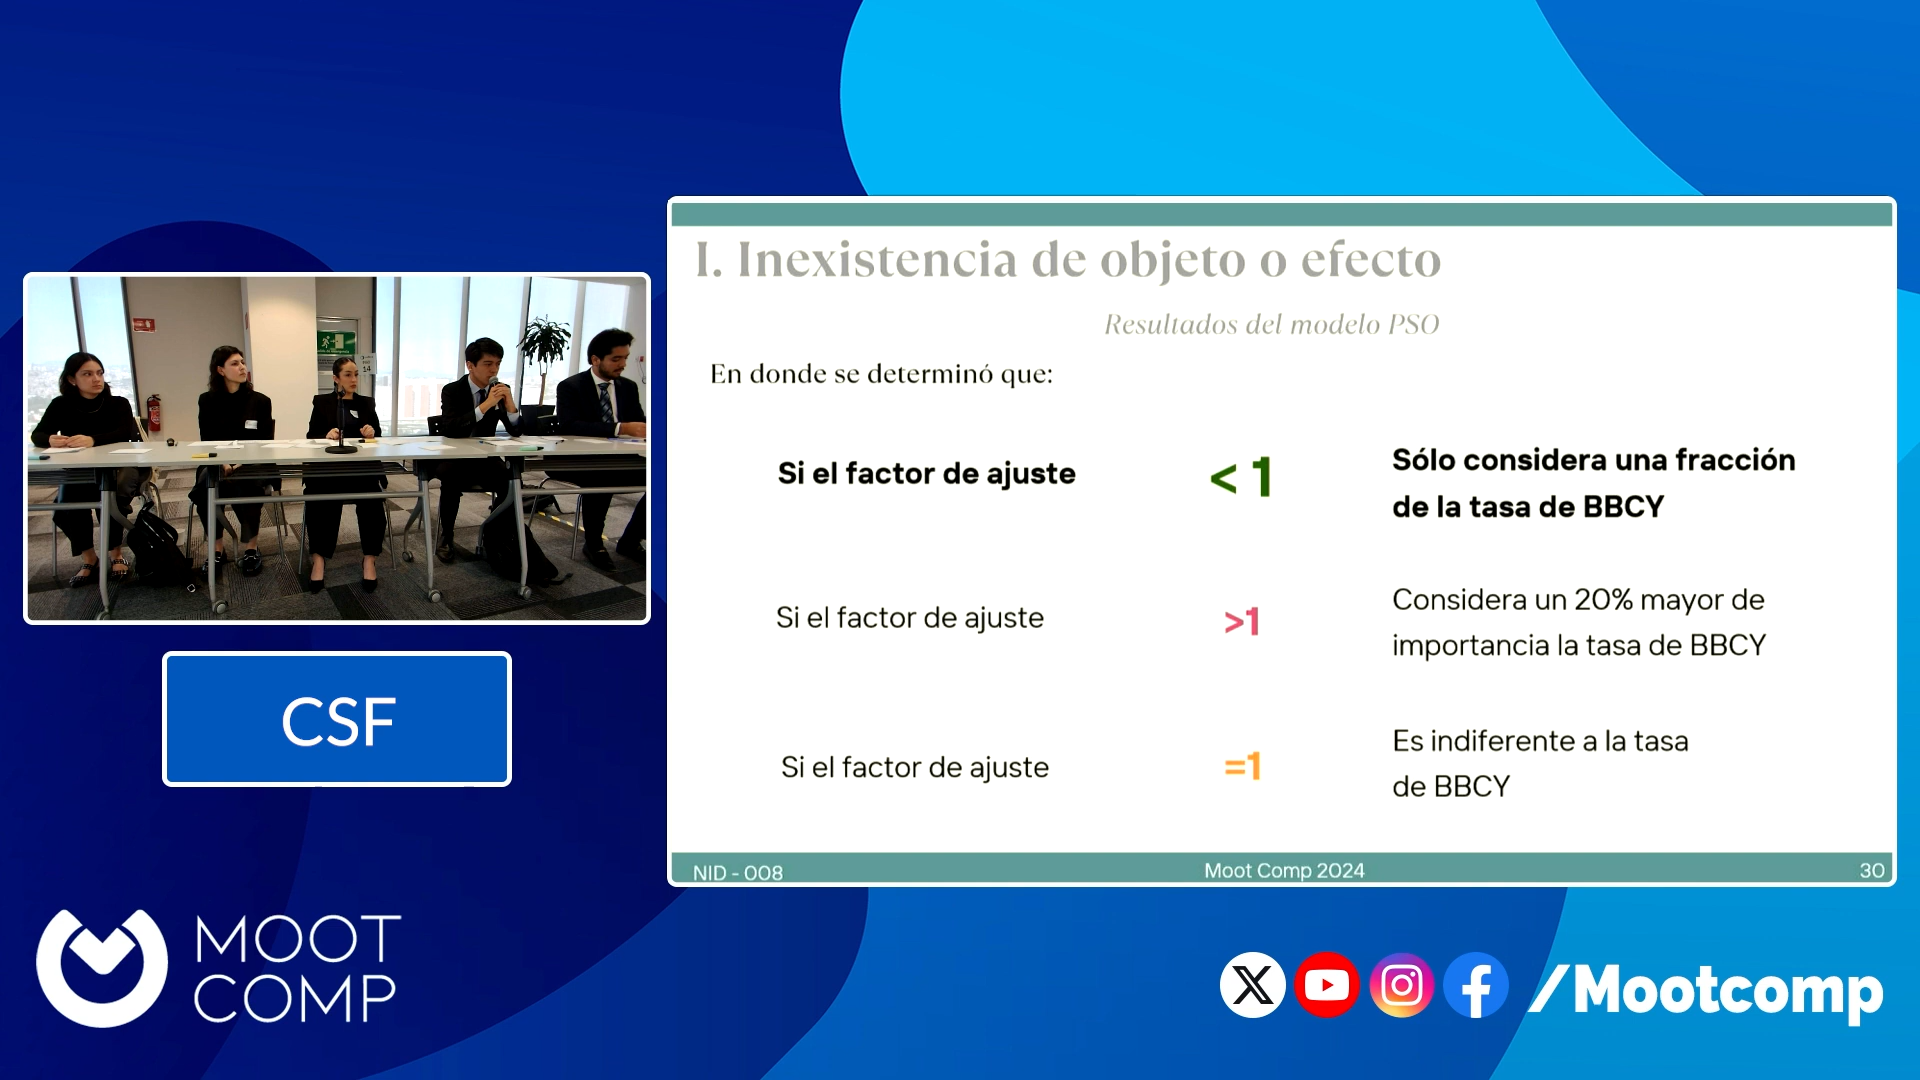 I. Inexistencia de objeto o efecto
Resultados del modelo PSO
En donde se determinó que:
Si el factor de ajuste
< 1
Sólo considera una fracción
de la tasa de BBCY
Si el factor de ajuste
>1
Considera un 20% mayor de
importancia la tasa de BBCY
Si el factor de ajuste
=1
Es indiferente a la tasa
de BBCY
NID - 008
Moot Comp 2024
30
CSF
MOOT
COMP
/Mootcomp
14